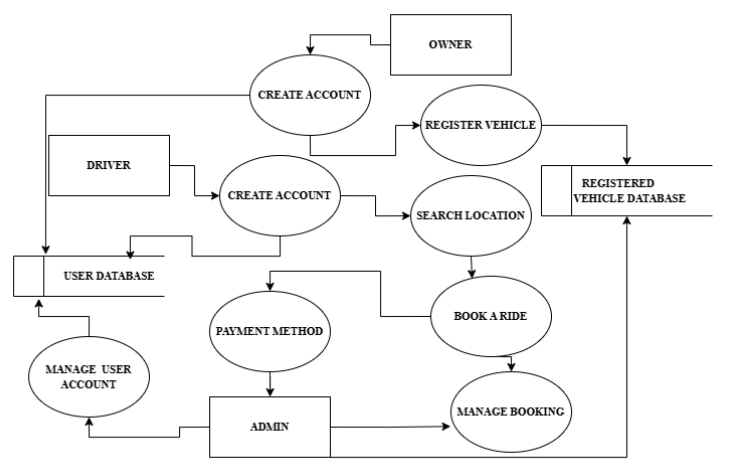 OWNER
CREATE ACCOUNT
REGISTER VEHICLE
DRIVER
CREATE ACCOUNT
REGISTERED
VEHICLE DATABASE
SEARCH LOCATION
USER DATABASE
BOOK A RIDE
PAYMENT METHOD
MANAGE USER
ACCOUNT
MANAGE BOOKING
ADMIN